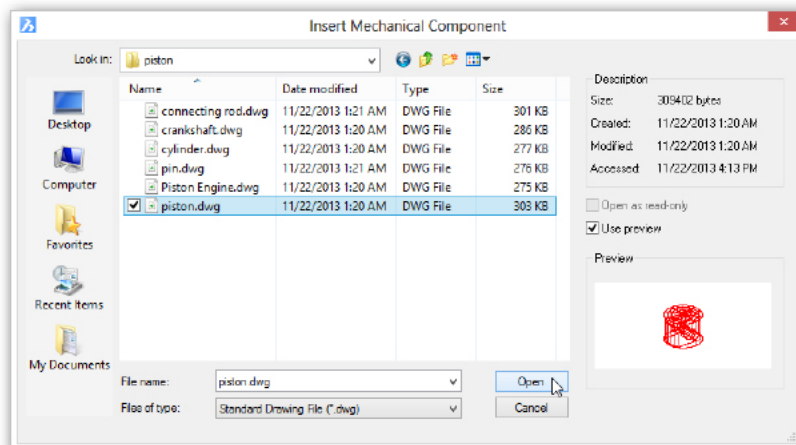 Insert Mechanical Component
Look in: piston
Name Date modified Type Size
connecting rod.dwg 11/22/2013 1:21 AM DWG File 301 KB
crankshaft.dwg 11/22/2013 1:20 AM DWG File 286 KB
cylinder.dwg 11/22/2013 1:20 AM DWG File 277 KB
pin.dwg 11/22/2013 1:21 AM DWG File 276 KB
Piston Engine.dwg 11/22/2013 1:20 AM DWG File 275 KB
piston.dwg 11/22/2013 1:20 AM DWG File 303 KB
Desktop
Computer
Favorites
Recent Items
My Documents
File name: piston.dwg Open
Files of type: Standard Drawing File (*.dwg) Cancel
Description
Size: 309402 bytes
Created: 11/22/2013 1:20 AM
Modified: 11/22/2013 1:20 AM
Accessed: 11/22/2013 4:13 PM
Open as read-only
Use preview
Preview